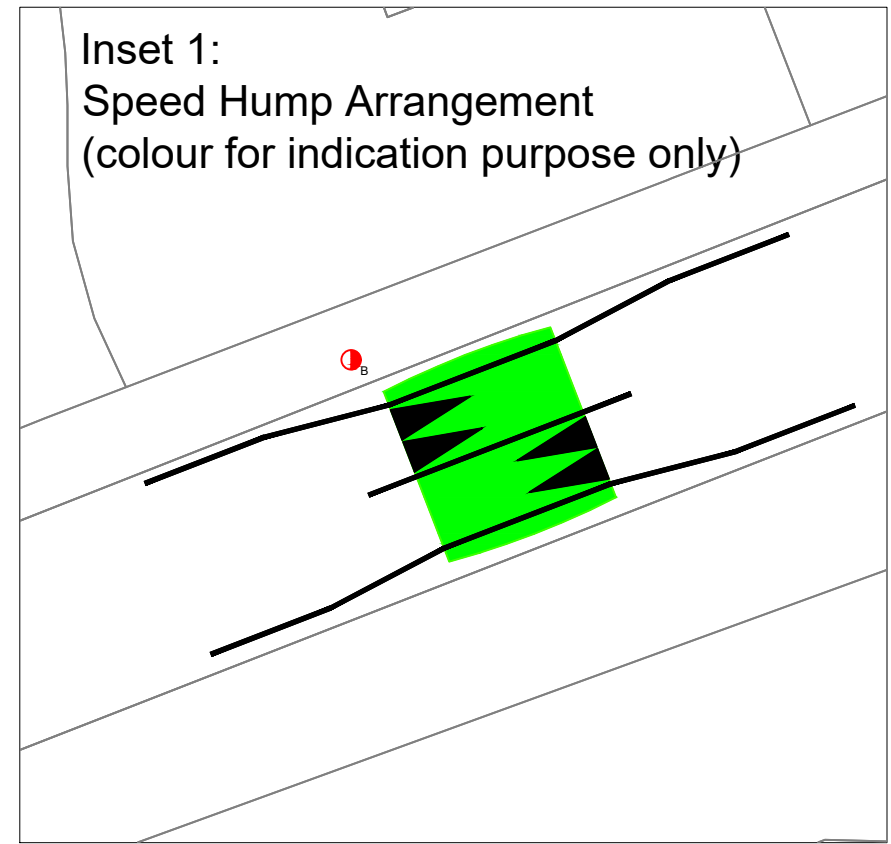 Inset 1:
Speed Hump Arrangement
(colour for indication purpose only)
B